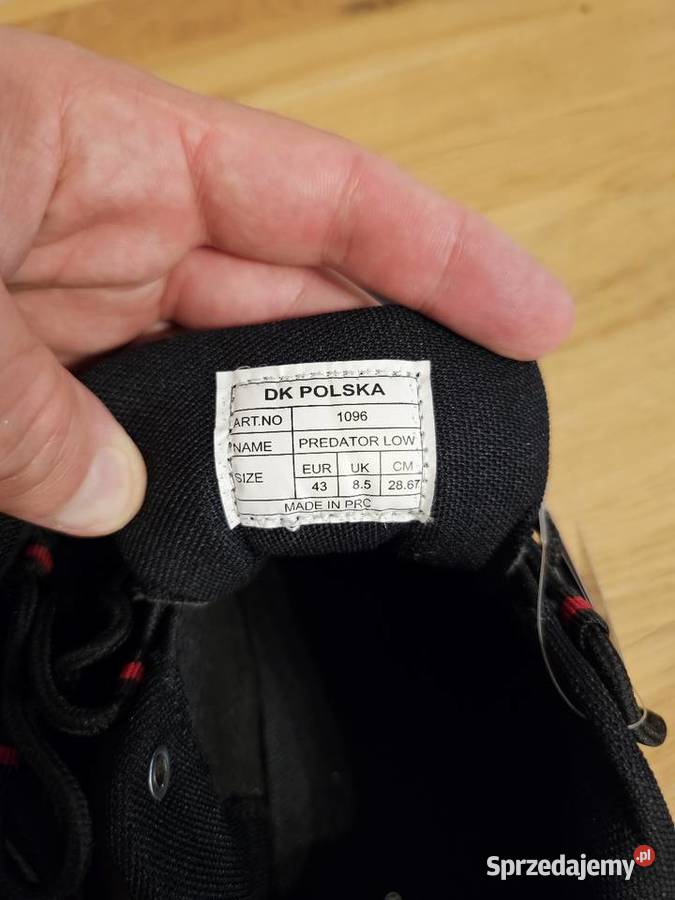 DK POLSKA
ART.NO 1096
NAME PREDATOR LOW
SIZE EUR UK CM
43 8.5 28.67
MADE IN PRC
Sprzedajemy.pl